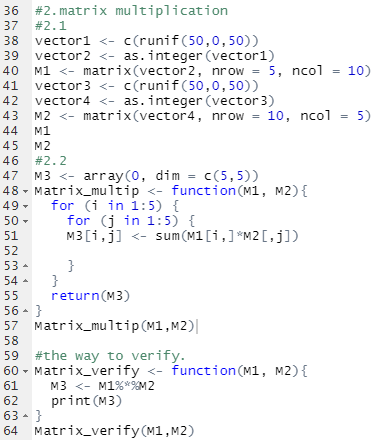 36 #2.matrix multiplication
37 #2.1
38 vector1 <- c(runif(50,0,50))
39 vector2 <- as.integer(vector1)
40 M1 <- matrix(vector2, nrow = 5, ncol = 10)
41 vector3 <- c(runif(50,0,50))
42 vector4 <- as.integer(vector3)
43 M2 <- matrix(vector4, nrow = 10, ncol = 5)
44 M1
45 M2
46 #2.2
47 M3 <- array(0, dim = c(5,5))
48 Matrix_multip <- function(M1, M2){
49   for (i in 1:5) {
50     for (j in 1:5) {
51     M3[i,j] <- sum(M1[i,]*M2[,j])
52
53     }
54   }
55   return(M3)
56 }
57 Matrix_multip(M1,M2)
58
59 #the way to verify.
60 Matrix_verify <- function(M1, M2){
61   M3 <- M1%*%M2
62   print(M3)
63 }
64 Matrix_verify(M1,M2)